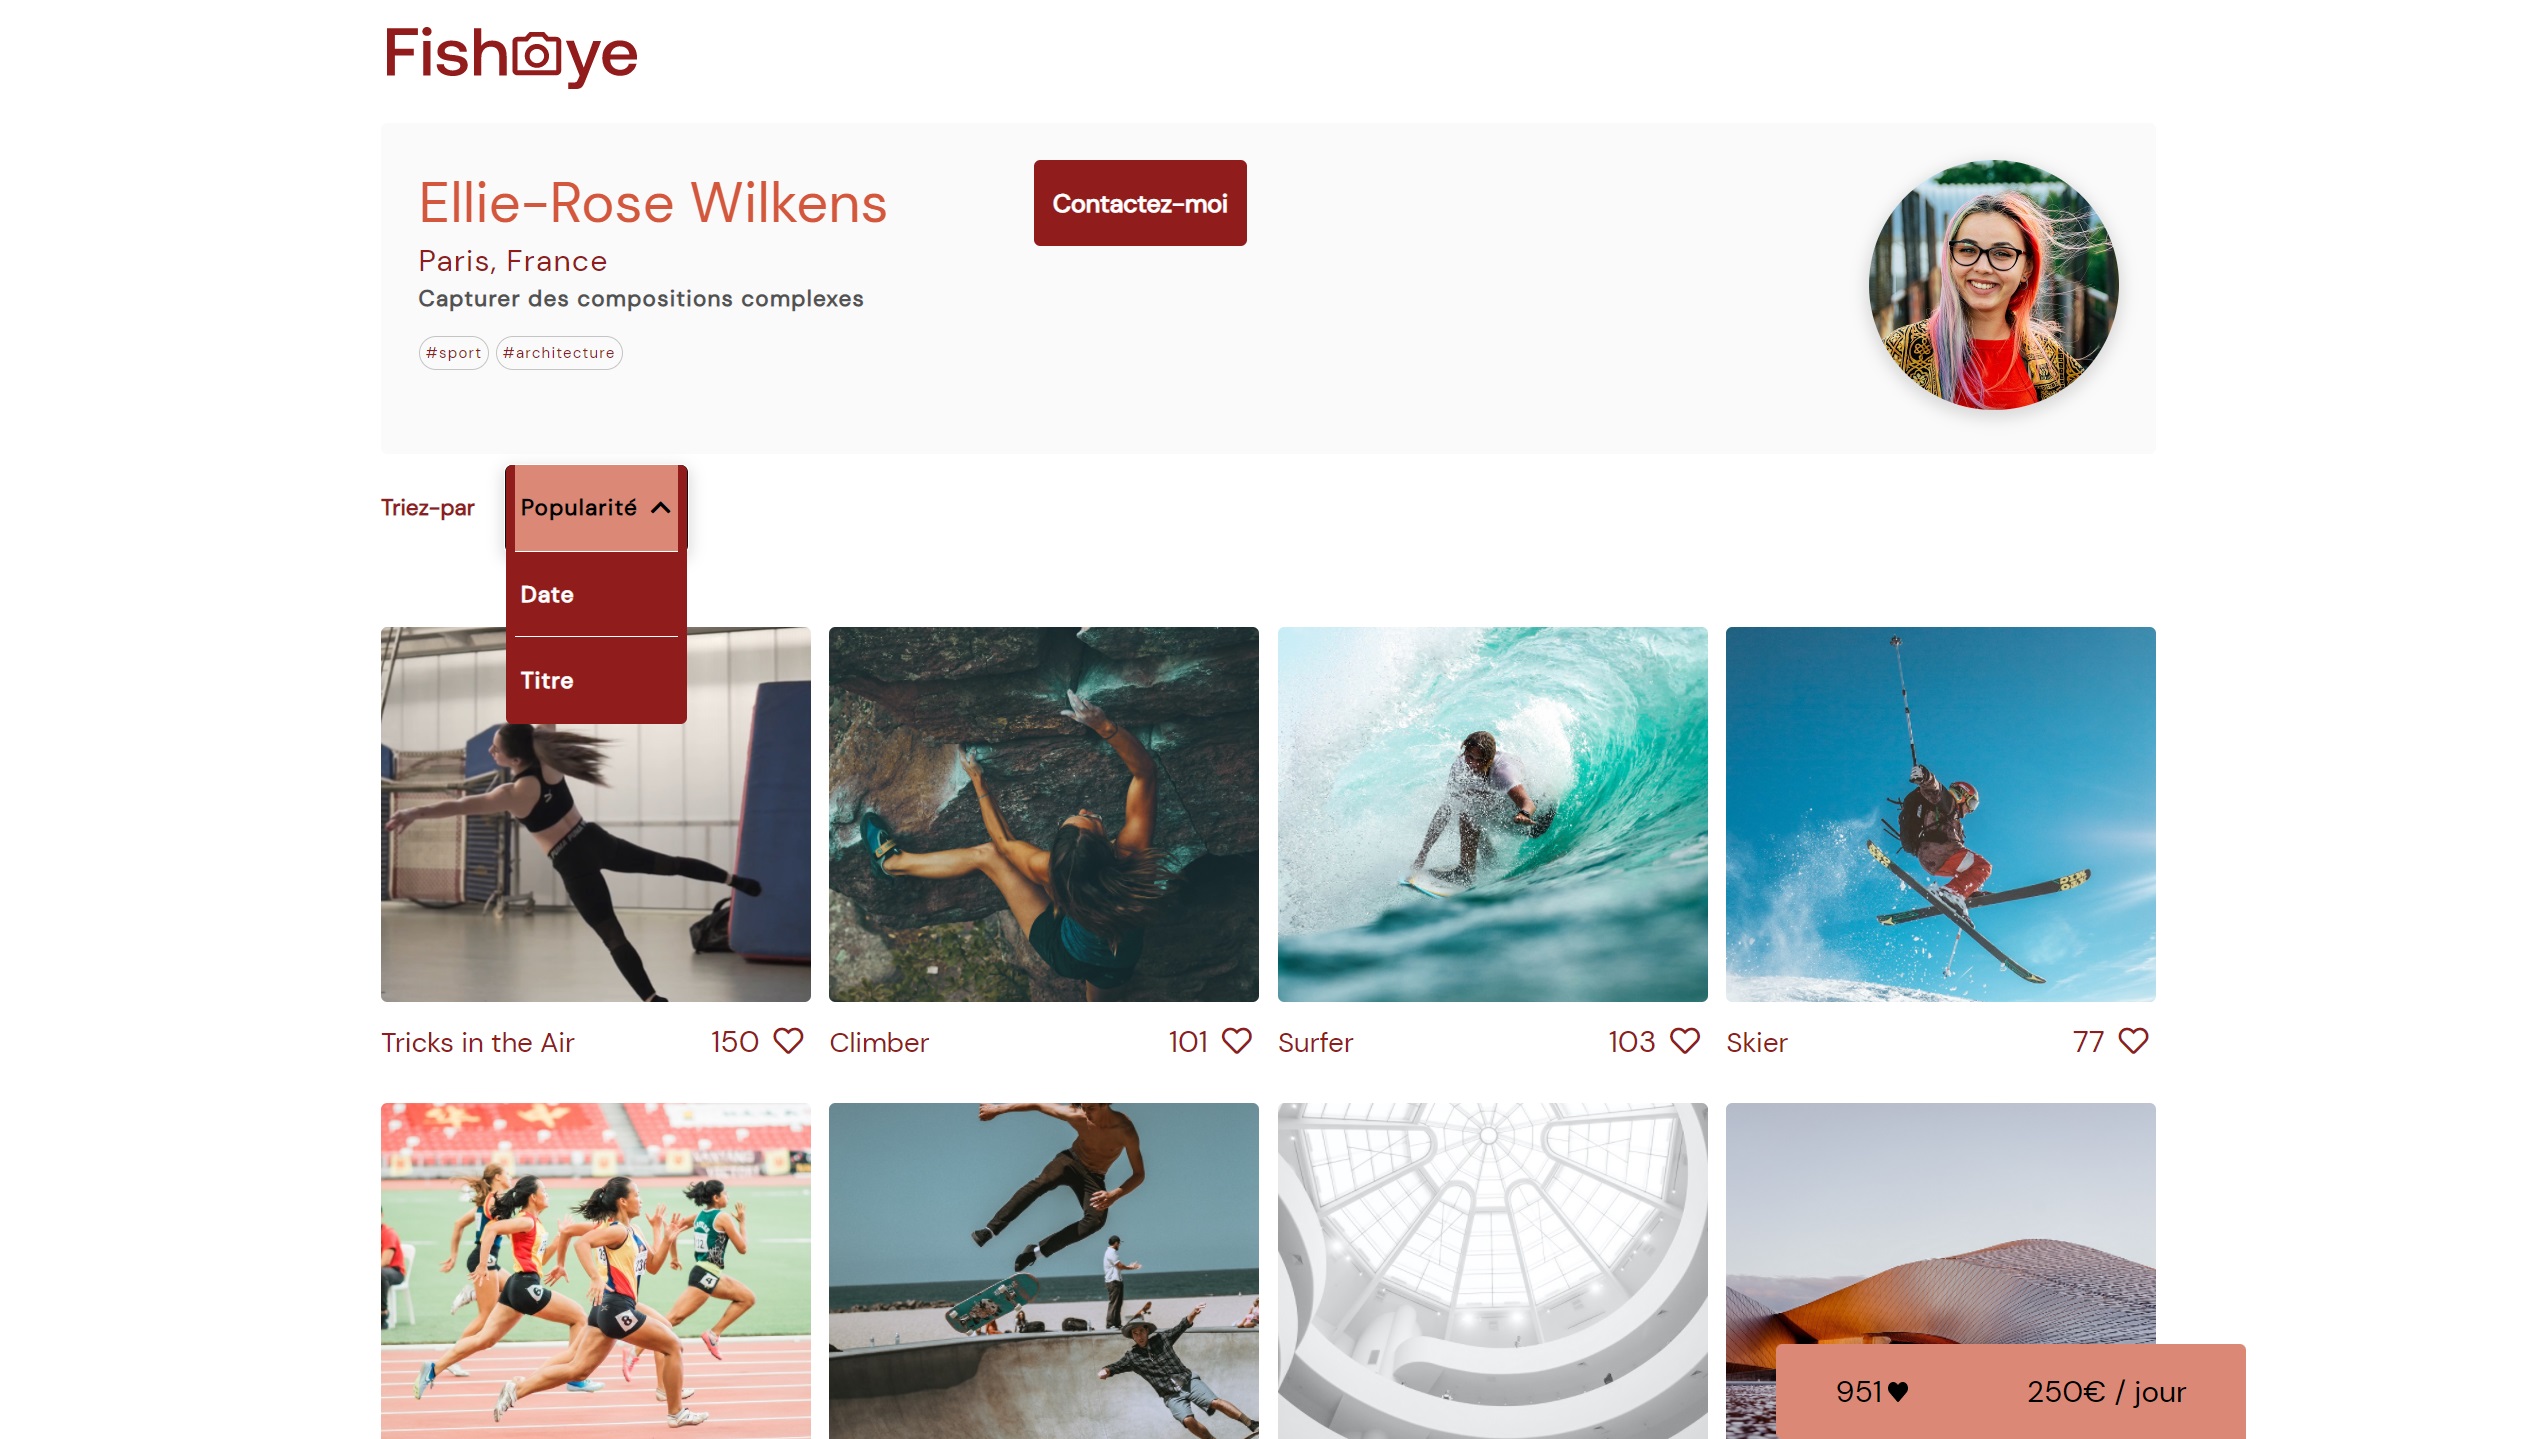 Fisheye
Ellie-Rose Wilkens
Contactez-moi
Paris, France
Capturer des compositions complexes
#sport #architecture
Triez-par
Popularité
Date
Titre
Tricks in the Air 150
Climber 101
Surfer 103
Skier 77
951
250€ / jour